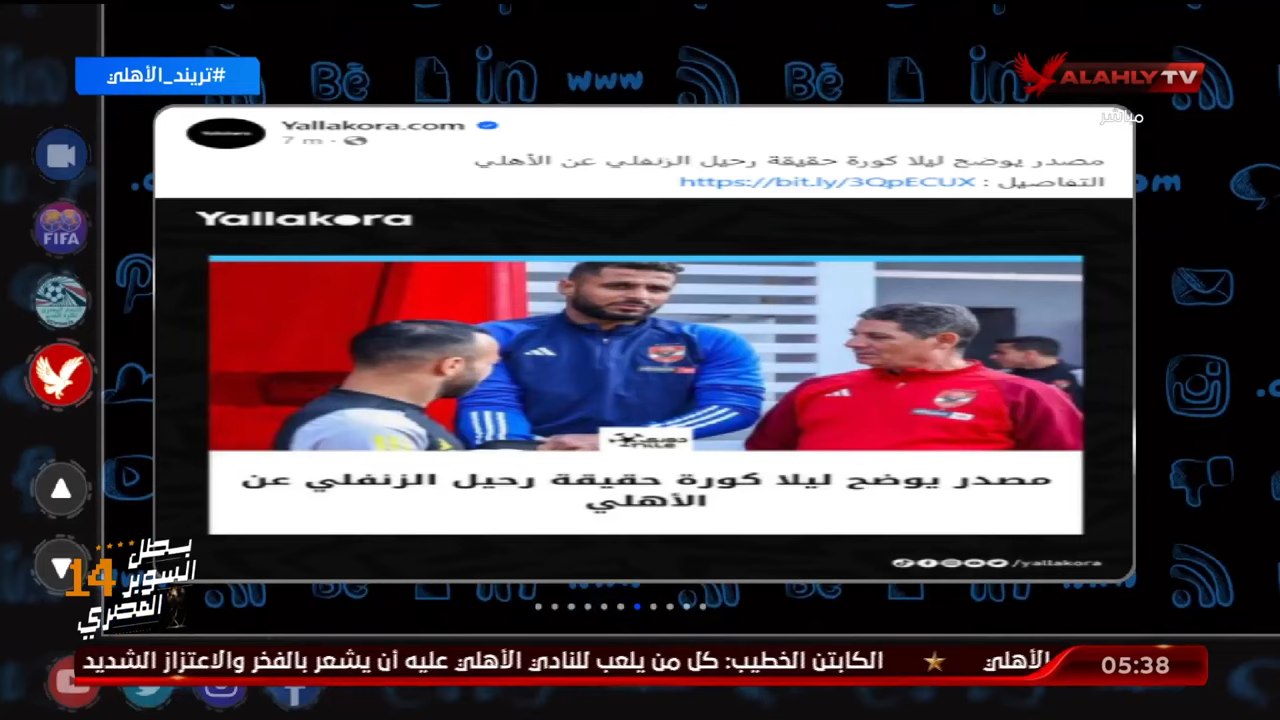 #تريند_الأهلي
ALAHLY TV
مباشر
Yallakora.com
7 m
مصدر يوضح ليلا كورة حقيقة رحيل الزنفلي عن الأهلي
التفاصيل : https://bit.ly/3QpECUX
Yallakora
FIFA
مصدر يوضح ليلا كورة حقيقة رحيل الزنفلي عن
الأهلي
/yallakora
بطل
السوبر 14
المصري
الأهلي ★ الكابتن الخطيب: كل من يلعب للنادي الأهلي عليه أن يشعر بالفخر والاعتزاز الشديد
05:38